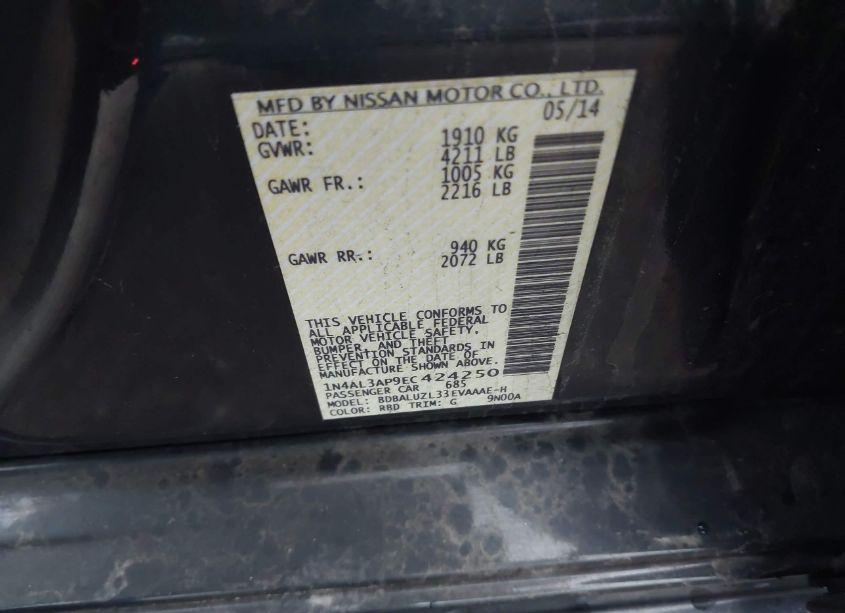 MFD BY NISSAN MOTOR CO., LTD.
DATE: 05/14
GVWR: 1910 KG
4211 LB
GAWR FR.: 1005 KG
2216 LB
GAWR RR.: 940 KG
2072 LB
THIS VEHICLE CONFORMS TO
ALL APPLICABLE FEDERAL
MOTOR VEHICLE SAFETY,
BUMPER, AND THEFT
PREVENTION STANDARDS IN
EFFECT ON THE DATE OF
MANUFACTURE SHOWN ABOVE.
1N4AL3AP9EC424250
PASSENGER CAR 685
MODEL: BDBALUZL33EVAAAE-H
COLOR: RBD TRIM: G 9N00A